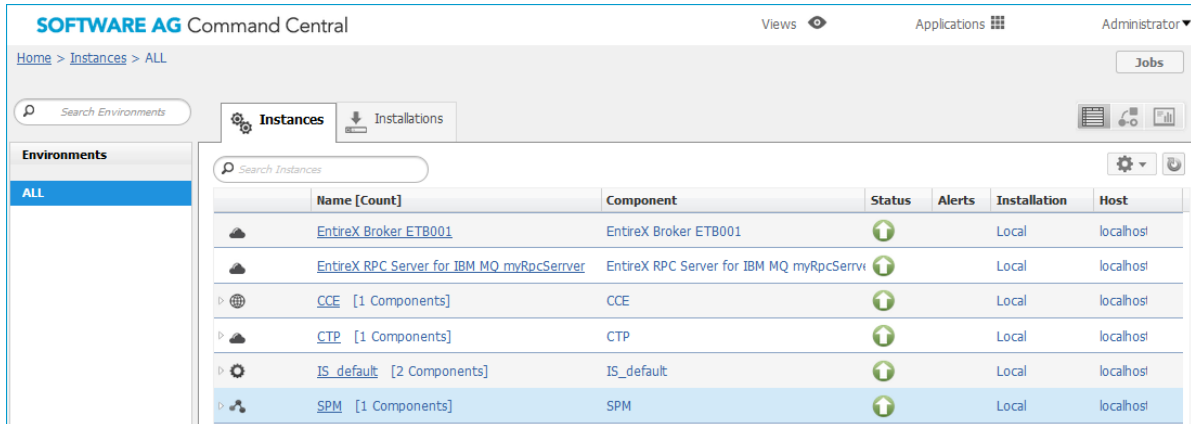 SOFTWARE AG Command Central Views Applications Administrator
Home > Instances > ALL Jobs
Search Environments Instances Installations
Environments Search Instances
ALL Name [Count] Component Status Alerts Installation Host
EntireX Broker ETB001 EntireX Broker ETB001 Local localhost
EntireX RPC Server for IBM MQ myRpcSerrver EntireX RPC Server for IBM MQ myRpcSerrve Local localhost
CCE [1 Components] CCE Local localhost
CTP [1 Components] CTP Local localhost
IS_default [2 Components] IS_default Local localhost
SPM [1 Components] SPM Local localhost